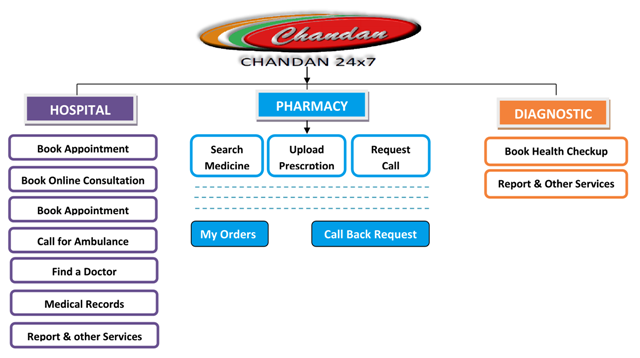 Chandan
CHANDAN 24x7
HOSPITAL
Book Appointment
Book Online Consultation
Book Appointment
Call for Ambulance
Find a Doctor
Medical Records
Report & other Services
PHARMACY
Search
Medicine
Upload
Prescrotion
Request
Call
My Orders
Call Back Request
DIAGNOSTIC
Book Health Checkup
Report & Other Services